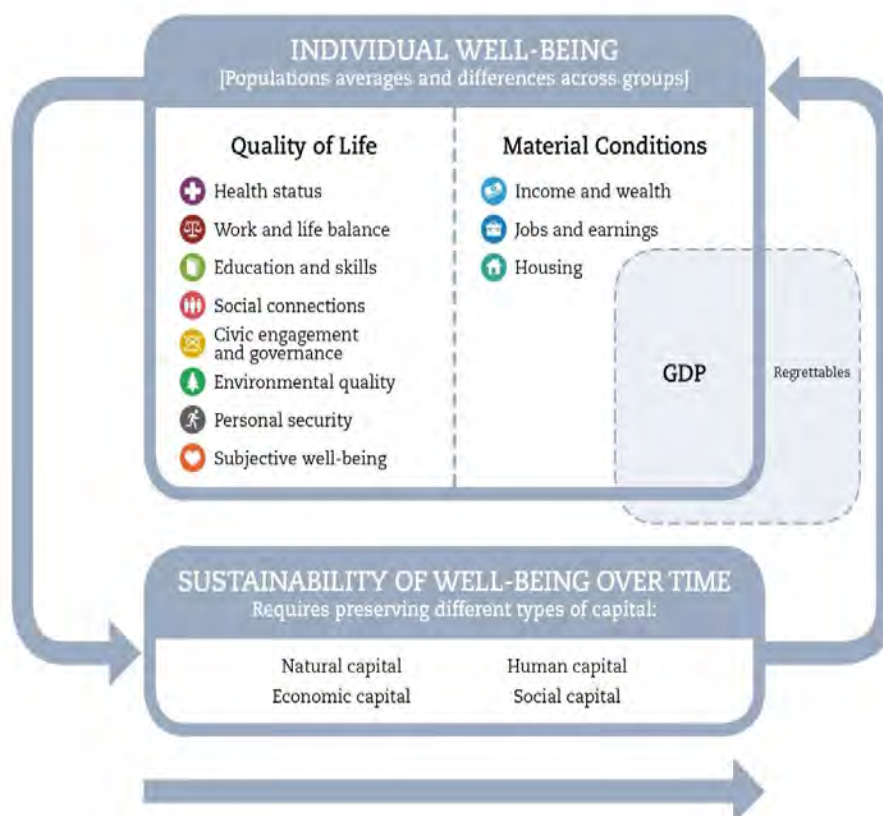 INDIVIDUAL WELL-BEING
[Populations averages and differences across groups]
Quality of Life
Health status
Work and life balance
Education and skills
Social connections
Civic engagement
and governance
Environmental quality
Personal security
Subjective well-being
Material Conditions
Income and wealth
Jobs and earnings
Housing
GDP
Regrettables
SUSTAINABILITY OF WELL-BEING OVER TIME
Requires preserving different types of capital:
Natural capital
Human capital
Economic capital
Social capital